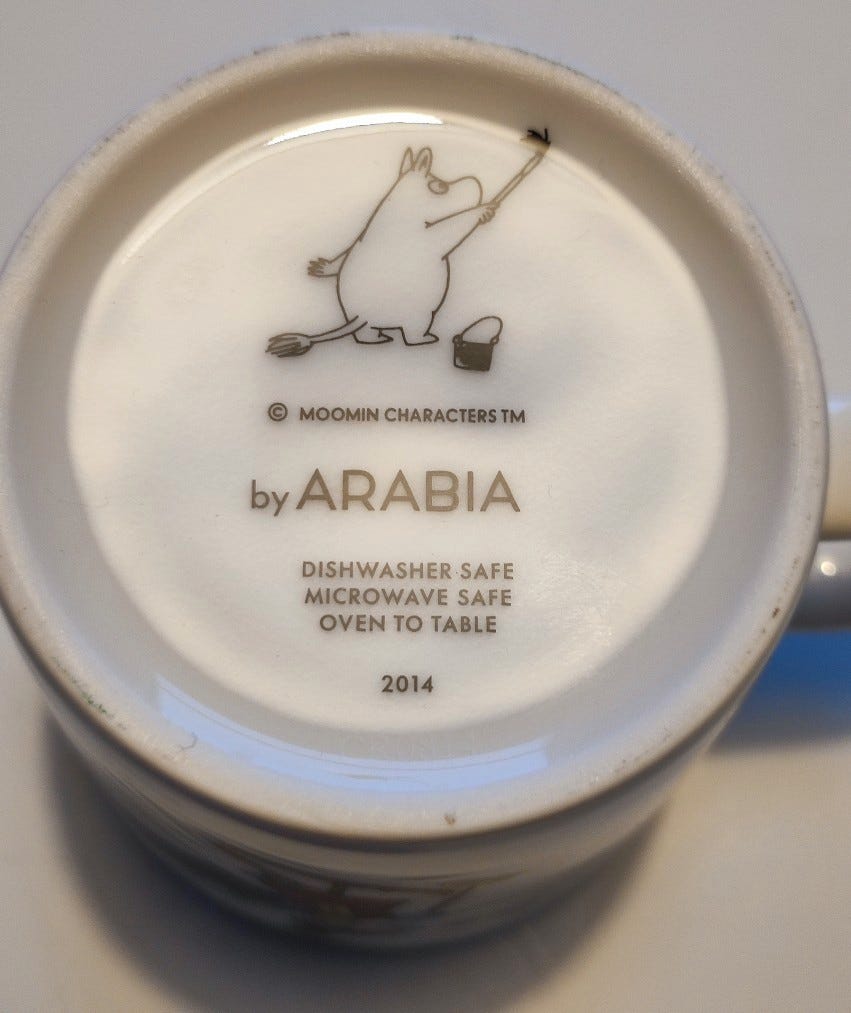 © MOOMIN CHARACTERS TM
by ARABIA
DISHWASHER SAFE
MICROWAVE SAFE
OVEN TO TABLE
2014